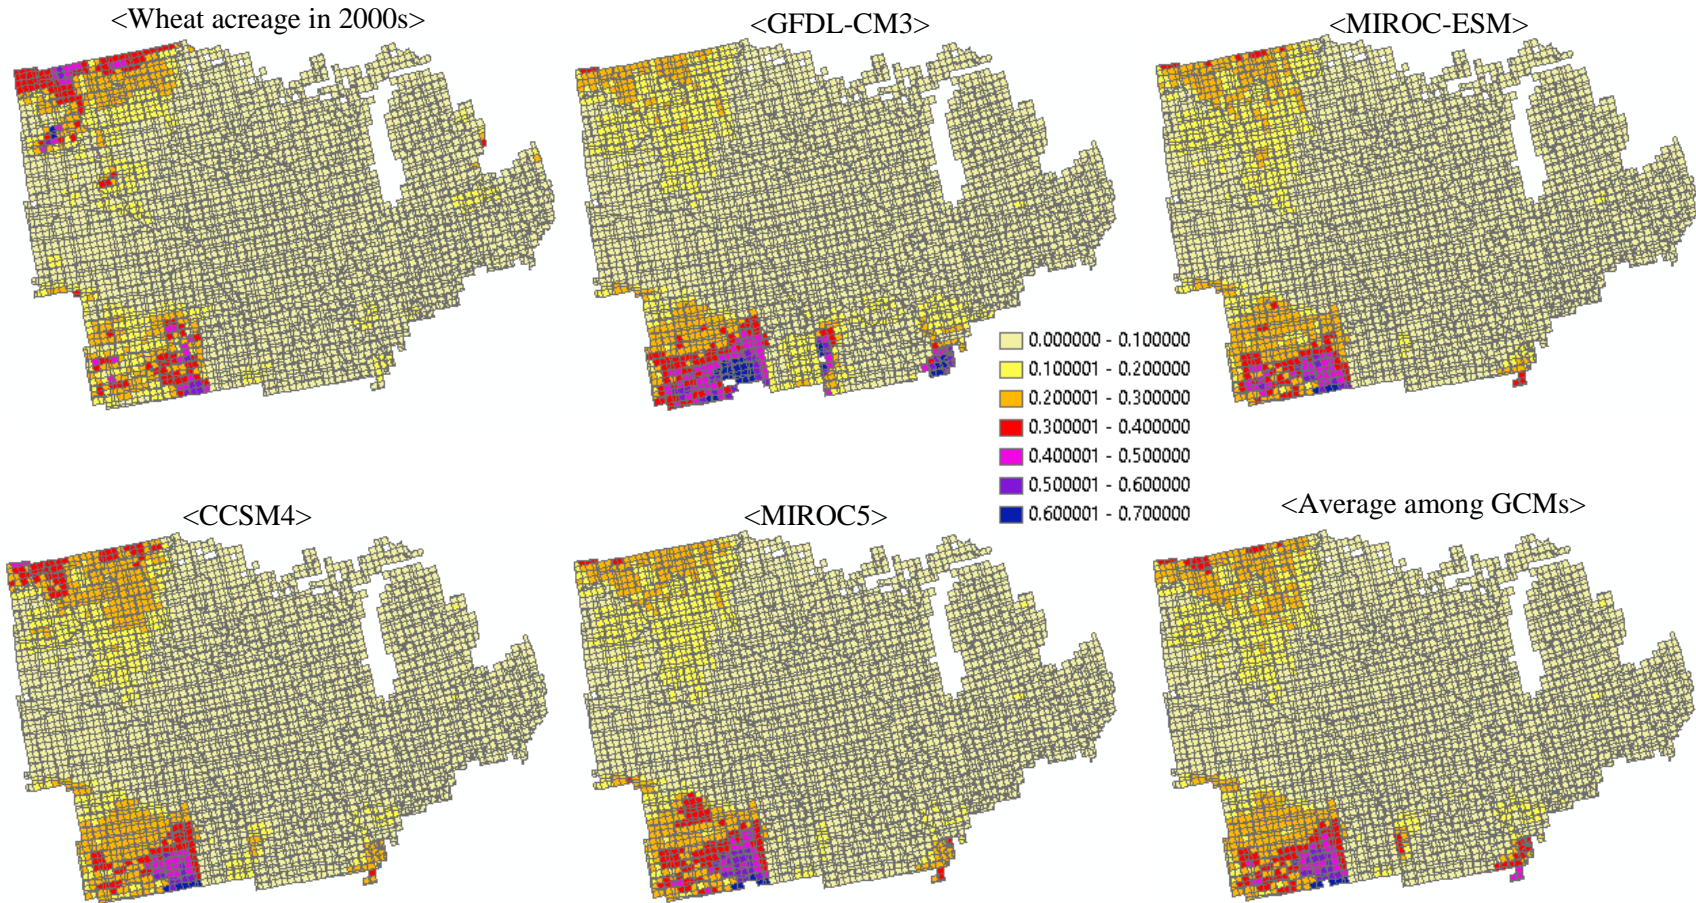 <Wheat acreage in 2000s>
<GFDL-CM3>
<MIROC-ESM>
0.000000 - 0.100000
0.100001 - 0.200000
0.200001 - 0.300000
0.300001 - 0.400000
0.400001 - 0.500000
0.500001 - 0.600000
0.600001 - 0.700000
<CCSM4>
<MIROC5>
<Average among GCMs>